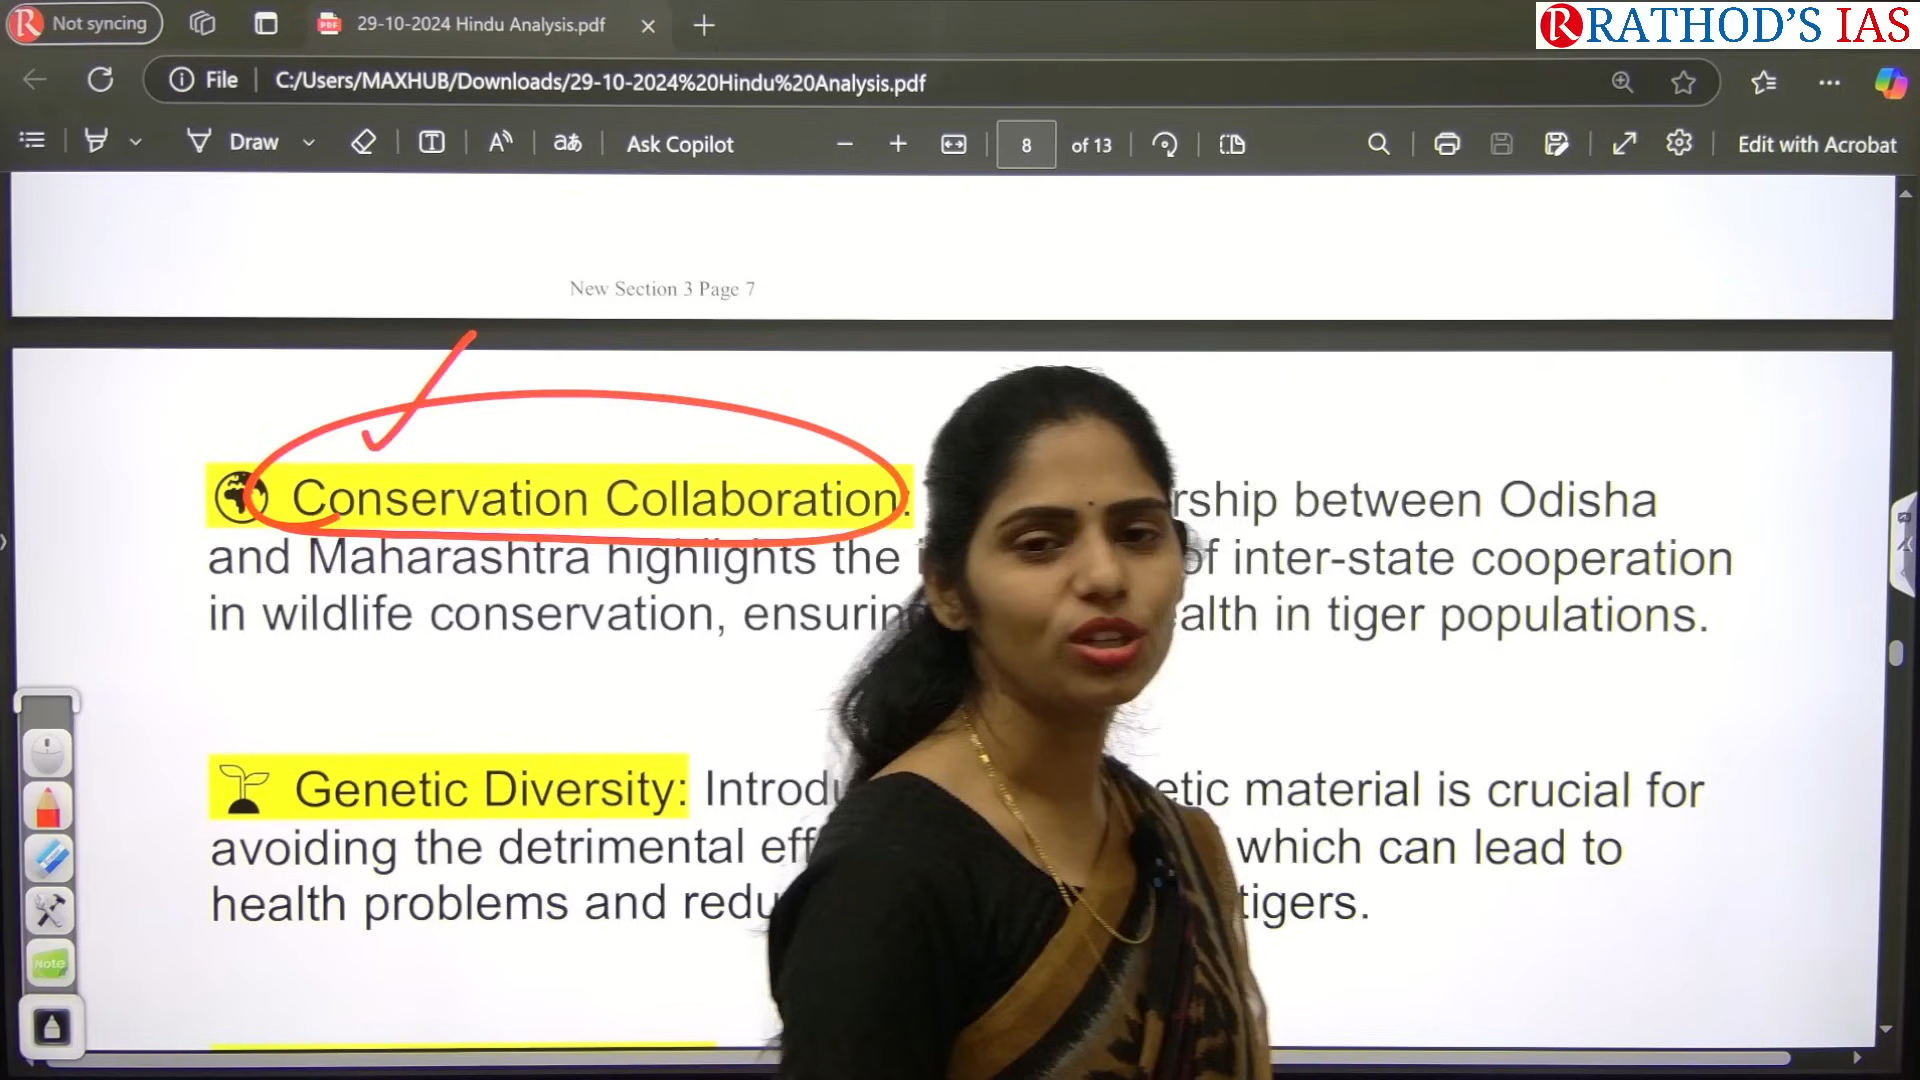 Not syncing
29-10-2024 Hindu Analysis.pdf
RATHOD'S IAS
File
C:/Users/MAXHUB/Downloads/29-10-2024%20Hindu%20Analysis.pdf
Draw
Ask Copilot
8
of 13
Edit with Acrobat
New Section 3 Page 7
Conservation Collaboration: rship between Odisha
and Maharashtra highlights the of inter-state cooperation
in wildlife conservation, ensurin alth in tiger populations.
Genetic Diversity: Introdu etic material is crucial for
avoiding the detrimental eff which can lead to
health problems and redu tigers.
Note